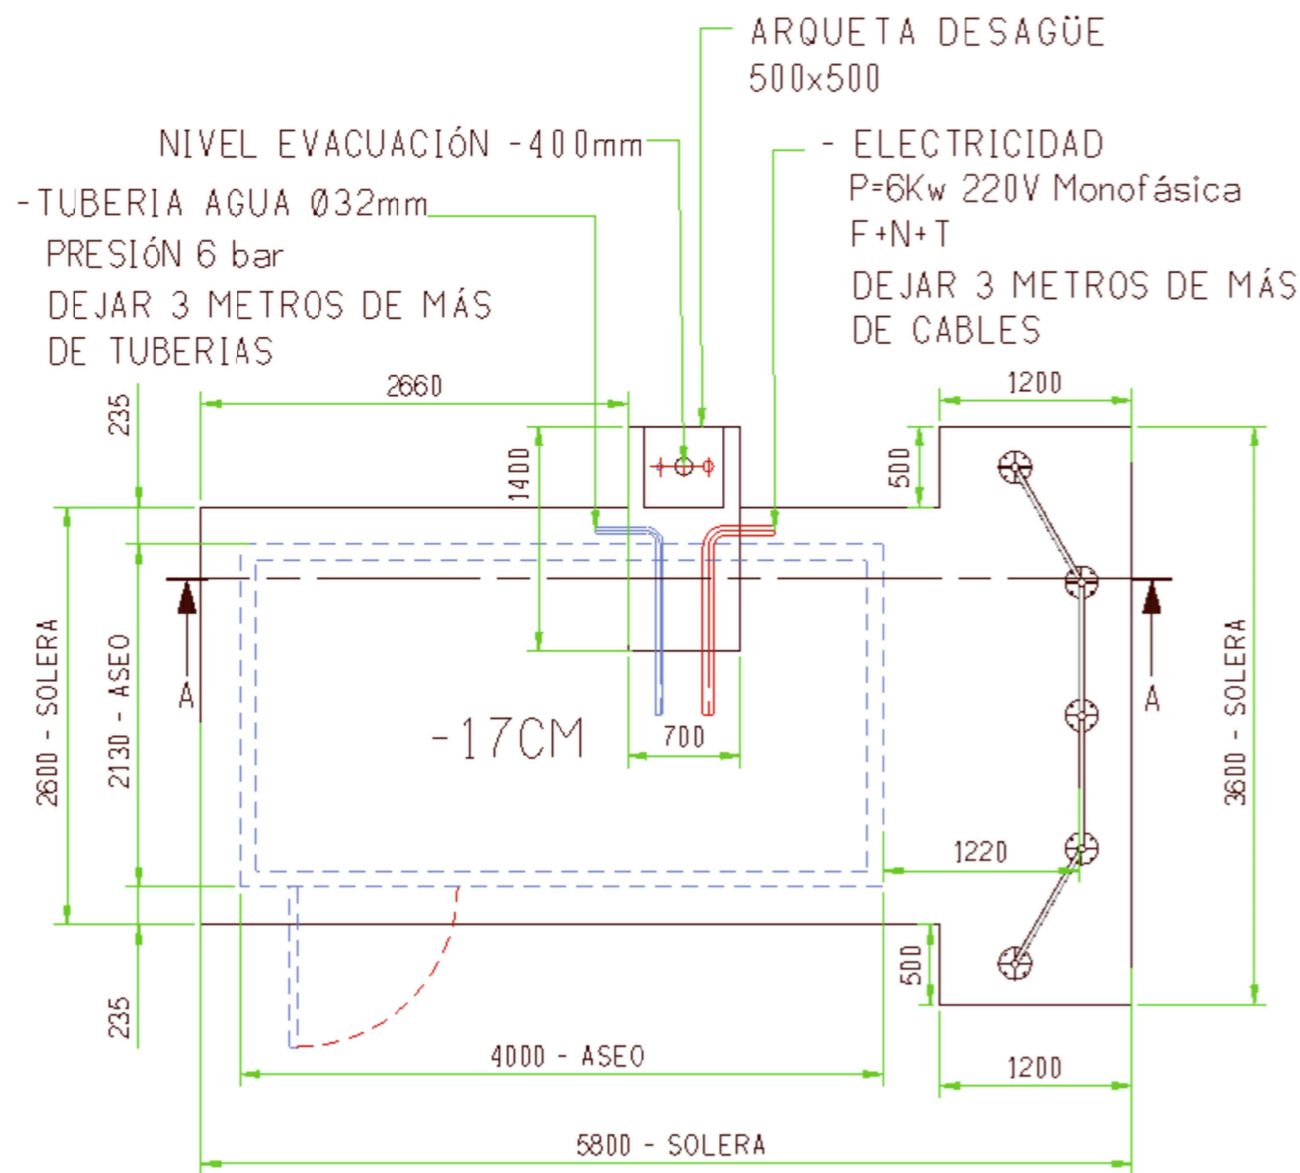 ARQUETA DESAGÜE
500x500
NIVEL EVACUACIÓN -400mm
- ELECTRICIDAD
P=6Kw 220V Monofásica
F+N+T
DEJAR 3 METROS DE MÁS
DE CABLES
-TUBERIA AGUA Ø32mm
PRESIÓN 6 bar
DEJAR 3 METROS DE MÁS
DE TUBERIAS
2660
1200
235
1400
500
A
A
2600 - SOLERA
2130 - ASEO
3600 - SOLERA
-17CM
700
1220
500
235
4000 - ASEO
1200
5800 - SOLERA